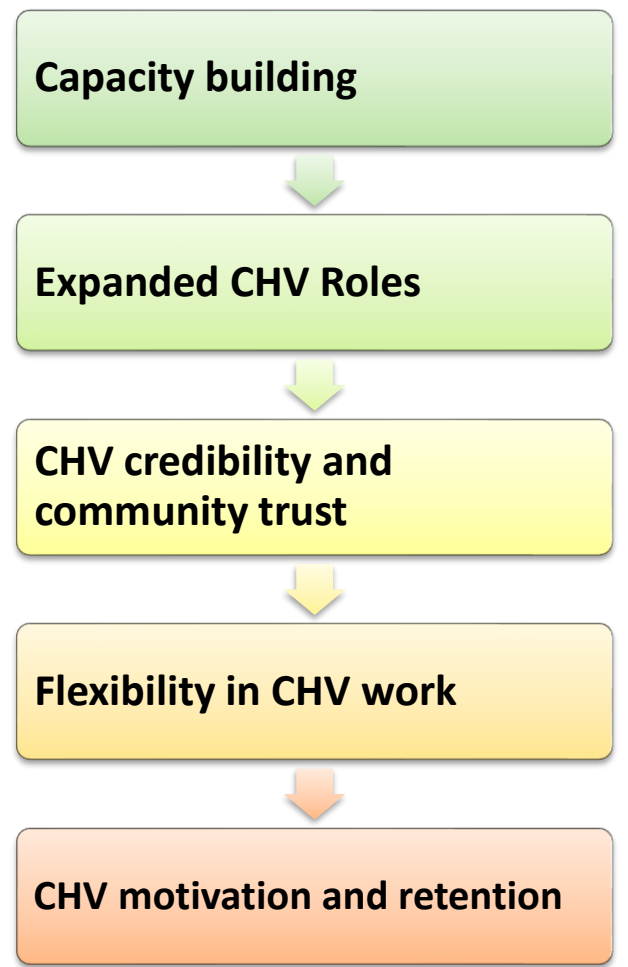 Capacity building
Expanded CHV Roles
CHV credibility and
community trust
Flexibility in CHV work
CHV motivation and retention